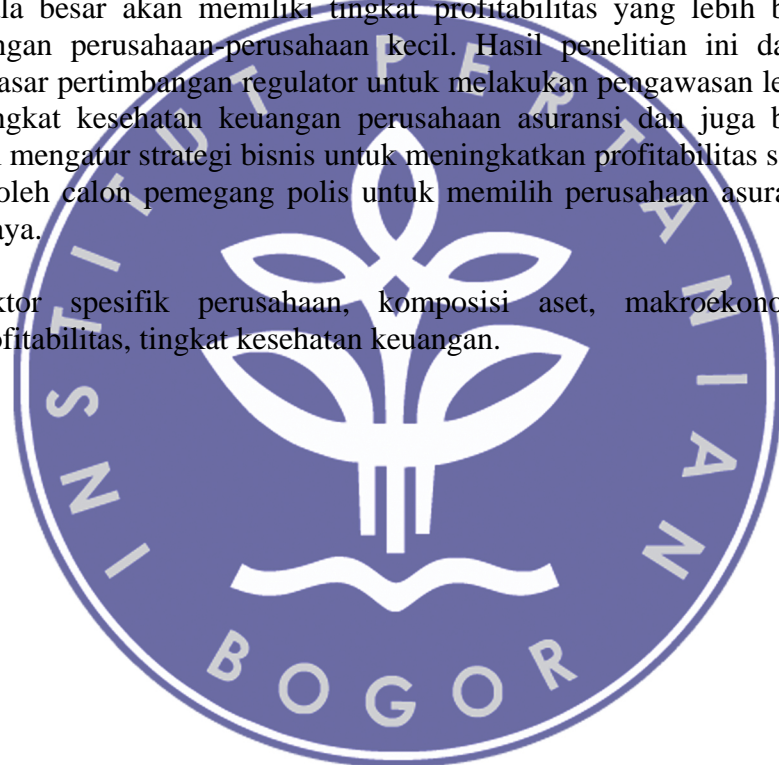 la besar akan memiliki tingkat profitabilitas yang lebih b
ngan perusahaan-perusahaan kecil. Hasil penelitian ini da
asar pertimbangan regulator untuk melakukan pengawasan le
ngkat kesehatan keuangan perusahaan asuransi dan juga b
mengatur strategi bisnis untuk meningkatkan profitabilitas s
oleh calon pemegang polis untuk memilih perusahaan asura
aya.
ktor spesifik perusahaan, komposisi aset, makroekono
ofitabilitas, tingkat kesehatan keuangan.
INSTITUT PERTANIAN
BOGOR